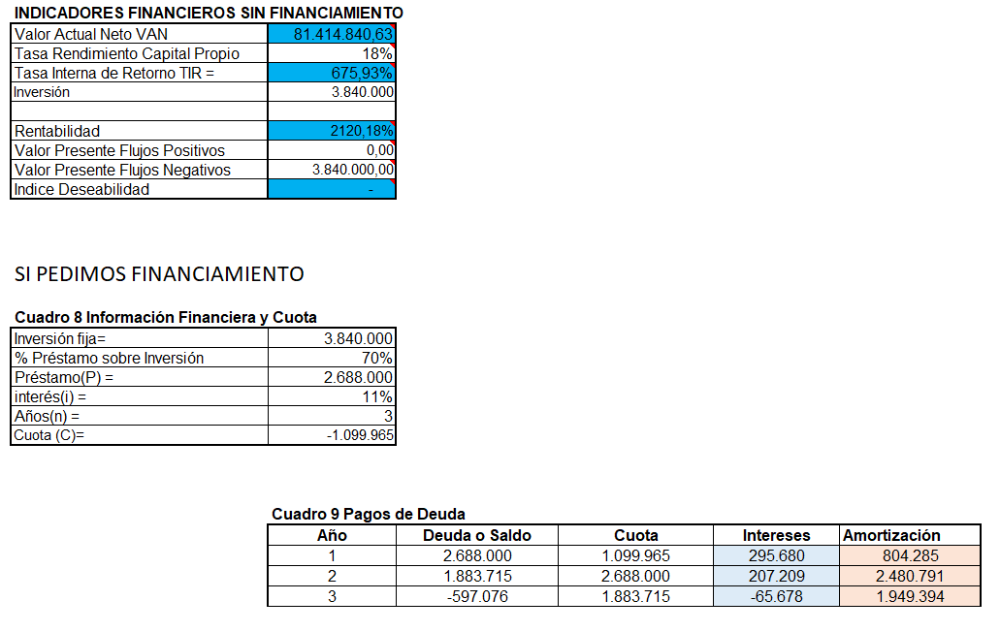 INDICADORES FINANCIEROS SIN FINANCIAMIENTO
Valor Actual Neto VAN 81.414.840,63
Tasa Rendimiento Capital Propio 18%
Tasa Interna de Retorno TIR = 675,93%
Inversión 3.840.000
Rentabilidad 2120,18%
Valor Presente Flujos Positivos 0,00
Valor Presente Flujos Negativos 3.840.000,00
Indice Deseabilidad -
SI PEDIMOS FINANCIAMIENTO
Cuadro 8 Información Financiera y Cuota
Inversión fija= 3.840.000
% Préstamo sobre Inversión 70%
Préstamo(P) = 2.688.000
interés(i) = 11%
Años(n) = 3
Cuota (C)= -1.099.965
Cuadro 9 Pagos de Deuda
Año Deuda o Saldo Cuota Intereses Amortización
1 2.688.000 1.099.965 295.680 804.285
2 1.883.715 2.688.000 207.209 2.480.791
3 -597.076 1.883.715 -65.678 1.949.394